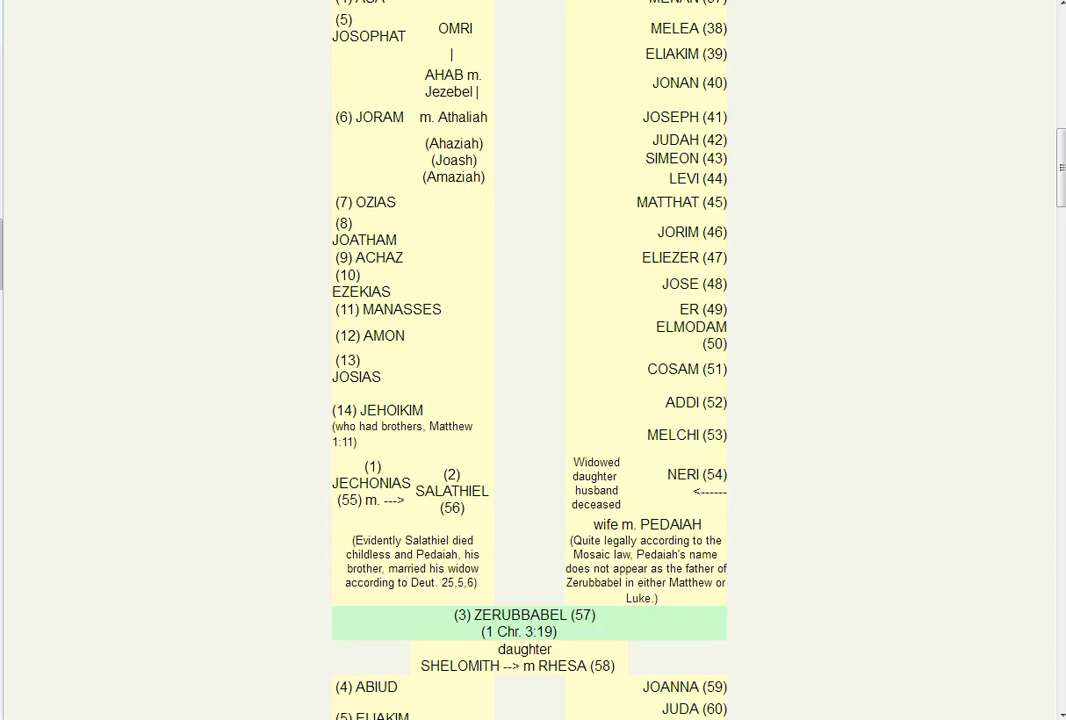 (4) ASA
MENAN (37)
(5)
JOSOPHAT
OMRI
MELEA (38)
|
ELIAKIM (39)
AHAB m.
Jezebel |
JONAN (40)
(6) JORAM
m. Athaliah
JOSEPH (41)
(Ahaziah)
(Joash)
(Amaziah)
JUDAH (42)
SIMEON (43)
LEVI (44)
(7) OZIAS
MATTHAT (45)
(8)
JOATHAM
JORIM (46)
(9) ACHAZ
ELIEZER (47)
(10)
EZEKIAS
JOSE (48)
(11) MANASSES
ER (49)
(12) AMON
ELMODAM
(50)
(13)
JOSIAS
COSAM (51)
ADDI (52)
(14) JEHOIKIM
(who had brothers, Matthew
1:11)
MELCHI (53)
(1)
JECHONIAS
(55) m. --->
(2)
SALATHIEL
(56)
Widowed
daughter
husband
deceased
NERI (54)
<------
(Evidently Salathiel died
childless and Pedaiah, his
brother, married his widow
according to Deut. 25,5,6)
wife m. PEDAIAH
(Quite legally according to the
Mosaic law, Pedaiah's name
does not appear as the father of
Zerubbabel in either Matthew or
Luke.)
(3) ZERUBBABEL (57)
(1 Chr. 3:19)
daughter
SHELOMITH --> m RHESA (58)
(4) ABIUD
JOANNA (59)
(5) ELIAKIM
JUDA (60)